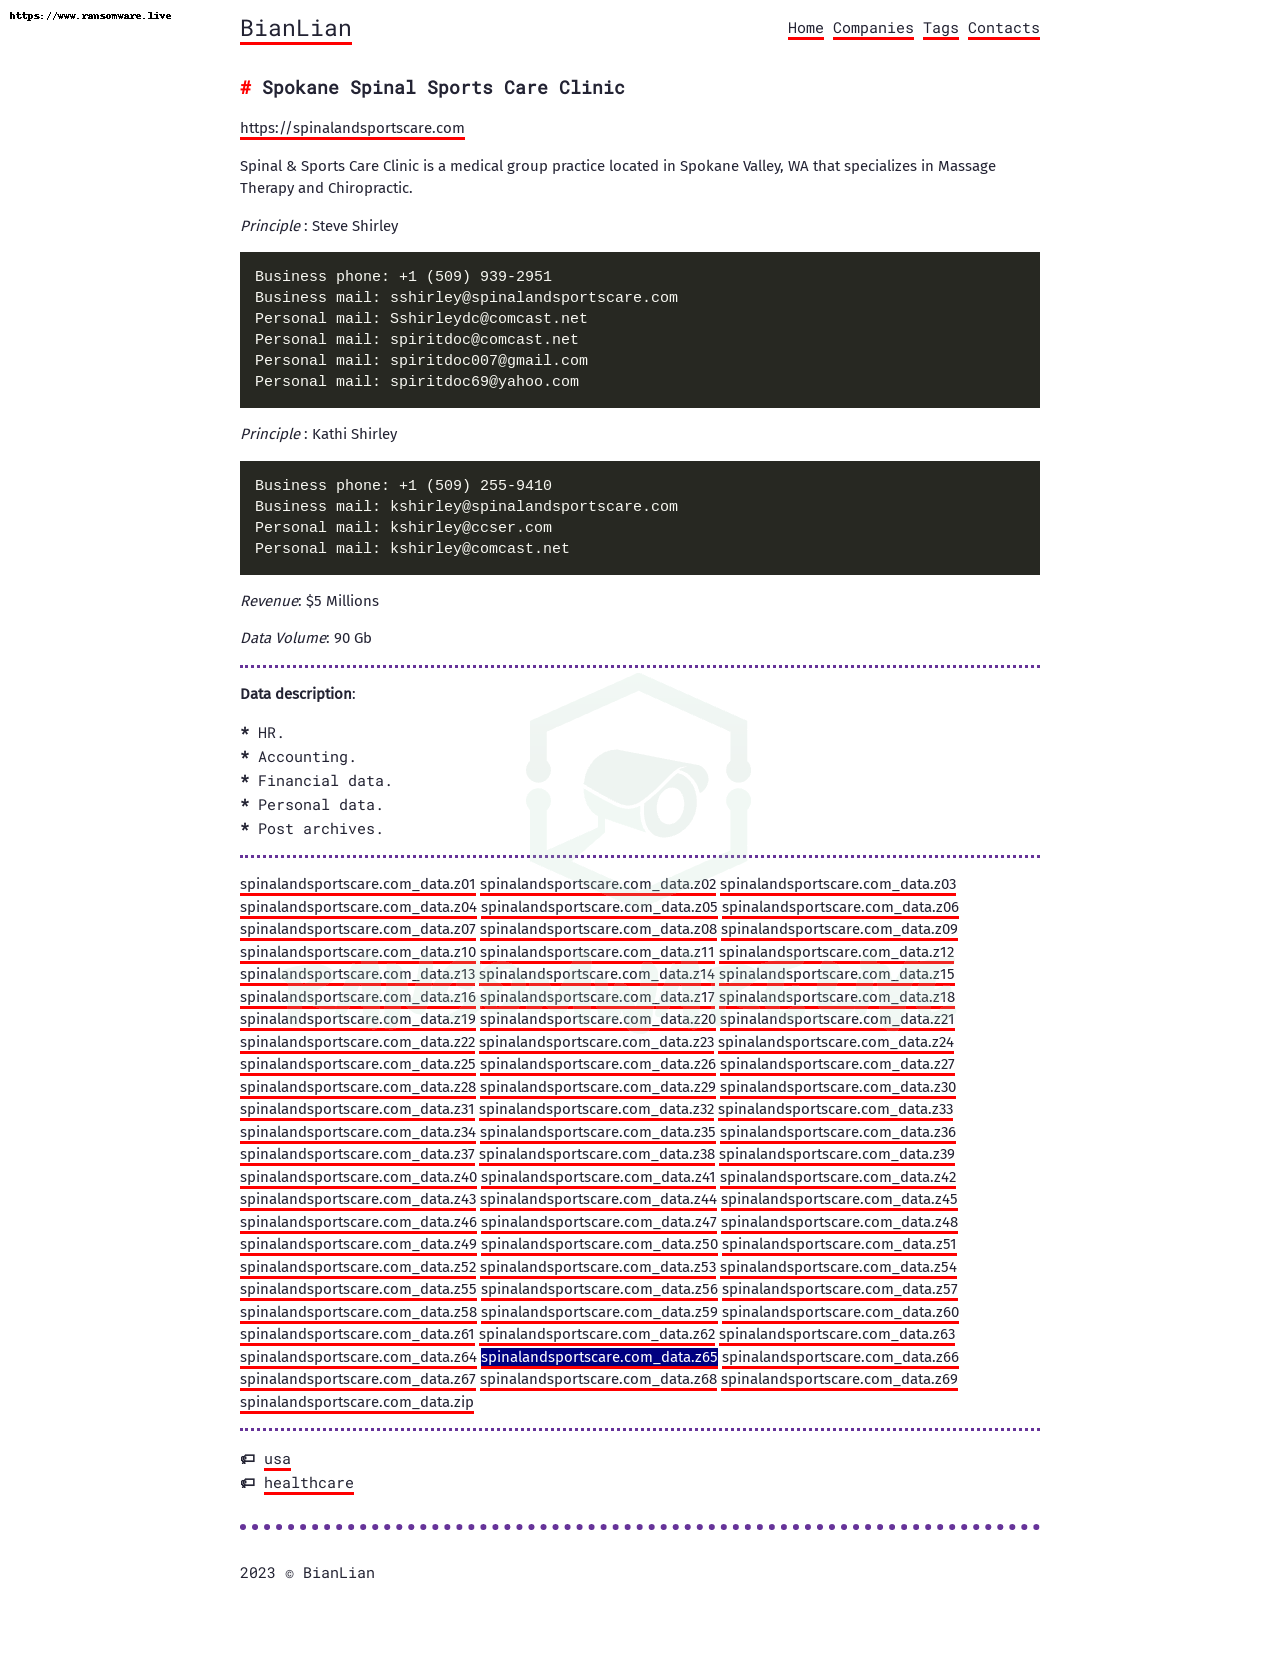 https://www.ransomware.live
BianLian Home Companies Tags Contacts
# Spokane Spinal Sports Care Clinic
https://spinalandsportscare.com
Spinal & Sports Care Clinic is a medical group practice located in Spokane Valley, WA that specializes in Massage
Therapy and Chiropractic.
Principle : Steve Shirley
Business phone: +1 (509) 939-2951
Business mail: sshirley@spinalandsportscare.com
Personal mail: Sshirleydc@comcast.net
Personal mail: spiritdoc@comcast.net
Personal mail: spiritdoc007@gmail.com
Personal mail: spiritdoc69@yahoo.com
Principle : Kathi Shirley
Business phone: +1 (509) 255-9410
Business mail: kshirley@spinalandsportscare.com
Personal mail: kshirley@ccser.com
Personal mail: kshirley@comcast.net
Revenue: $5 Millions
Data Volume: 90 Gb
Data description:
* HR.
* Accounting.
* Financial data.
* Personal data.
* Post archives.
spinalandsportscare.com_data.z01 spinalandsportscare.com_data.z02 spinalandsportscare.com_data.z03
spinalandsportscare.com_data.z04 spinalandsportscare.com_data.z05 spinalandsportscare.com_data.z06
spinalandsportscare.com_data.z07 spinalandsportscare.com_data.z08 spinalandsportscare.com_data.z09
spinalandsportscare.com_data.z10 spinalandsportscare.com_data.z11 spinalandsportscare.com_data.z12
spinalandsportscare.com_data.z13 spinalandsportscare.com_data.z14 spinalandsportscare.com_data.z15
spinalandsportscare.com_data.z16 spinalandsportscare.com_data.z17 spinalandsportscare.com_data.z18
spinalandsportscare.com_data.z19 spinalandsportscare.com_data.z20 spinalandsportscare.com_data.z21
spinalandsportscare.com_data.z22 spinalandsportscare.com_data.z23 spinalandsportscare.com_data.z24
spinalandsportscare.com_data.z25 spinalandsportscare.com_data.z26 spinalandsportscare.com_data.z27
spinalandsportscare.com_data.z28 spinalandsportscare.com_data.z29 spinalandsportscare.com_data.z30
spinalandsportscare.com_data.z31 spinalandsportscare.com_data.z32 spinalandsportscare.com_data.z33
spinalandsportscare.com_data.z34 spinalandsportscare.com_data.z35 spinalandsportscare.com_data.z36
spinalandsportscare.com_data.z37 spinalandsportscare.com_data.z38 spinalandsportscare.com_data.z39
spinalandsportscare.com_data.z40 spinalandsportscare.com_data.z41 spinalandsportscare.com_data.z42
spinalandsportscare.com_data.z43 spinalandsportscare.com_data.z44 spinalandsportscare.com_data.z45
spinalandsportscare.com_data.z46 spinalandsportscare.com_data.z47 spinalandsportscare.com_data.z48
spinalandsportscare.com_data.z49 spinalandsportscare.com_data.z50 spinalandsportscare.com_data.z51
spinalandsportscare.com_data.z52 spinalandsportscare.com_data.z53 spinalandsportscare.com_data.z54
spinalandsportscare.com_data.z55 spinalandsportscare.com_data.z56 spinalandsportscare.com_data.z57
spinalandsportscare.com_data.z58 spinalandsportscare.com_data.z59 spinalandsportscare.com_data.z60
spinalandsportscare.com_data.z61 spinalandsportscare.com_data.z62 spinalandsportscare.com_data.z63
spinalandsportscare.com_data.z64 spinalandsportscare.com_data.z65 spinalandsportscare.com_data.z66
spinalandsportscare.com_data.z67 spinalandsportscare.com_data.z68 spinalandsportscare.com_data.z69
spinalandsportscare.com_data.zip
usa
healthcare
2023 © BianLian